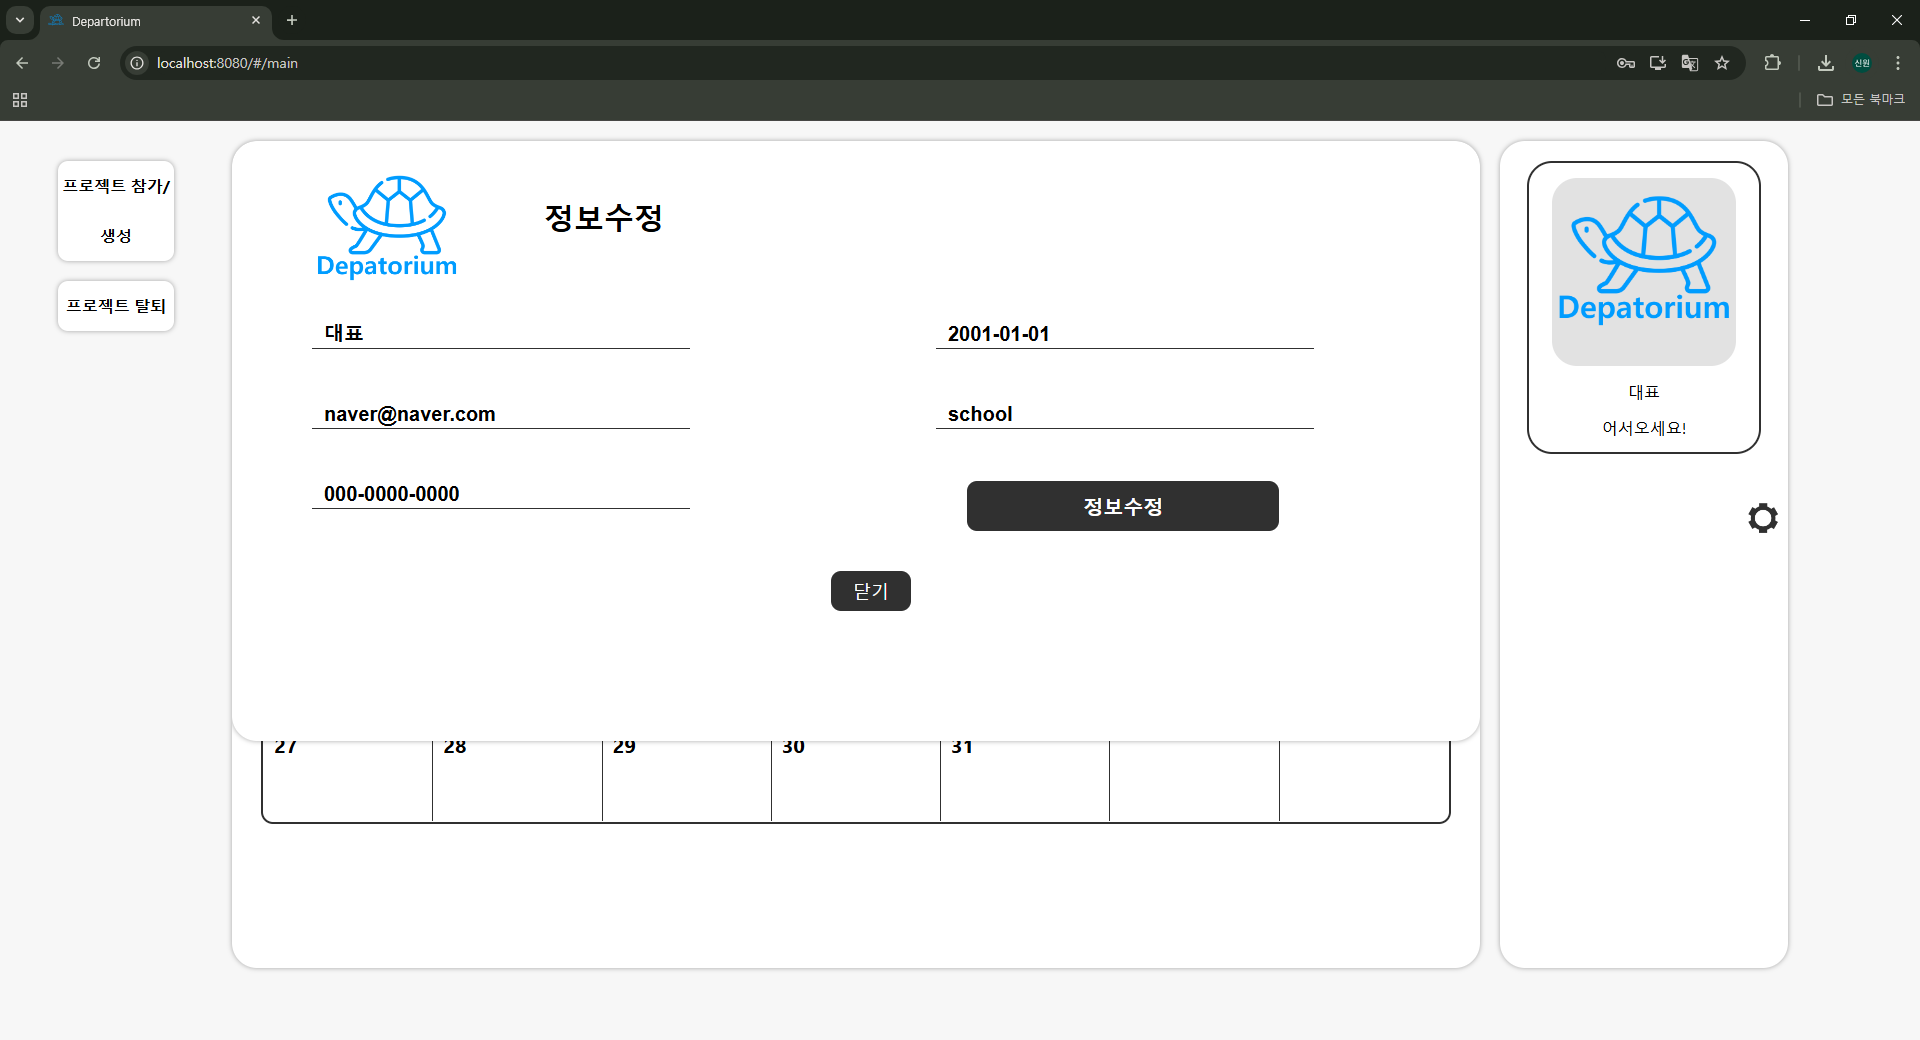 Departorium
localhost:8080/#/main
신원
모든 북마크
프로젝트 참가/
생성
프로젝트 탈퇴
Depatorium
정보수정
대표
2001-01-01
naver@naver.com
school
000-0000-0000
정보수정
닫기
27
28
29
30
31
Depatorium
대표
어서오세요!